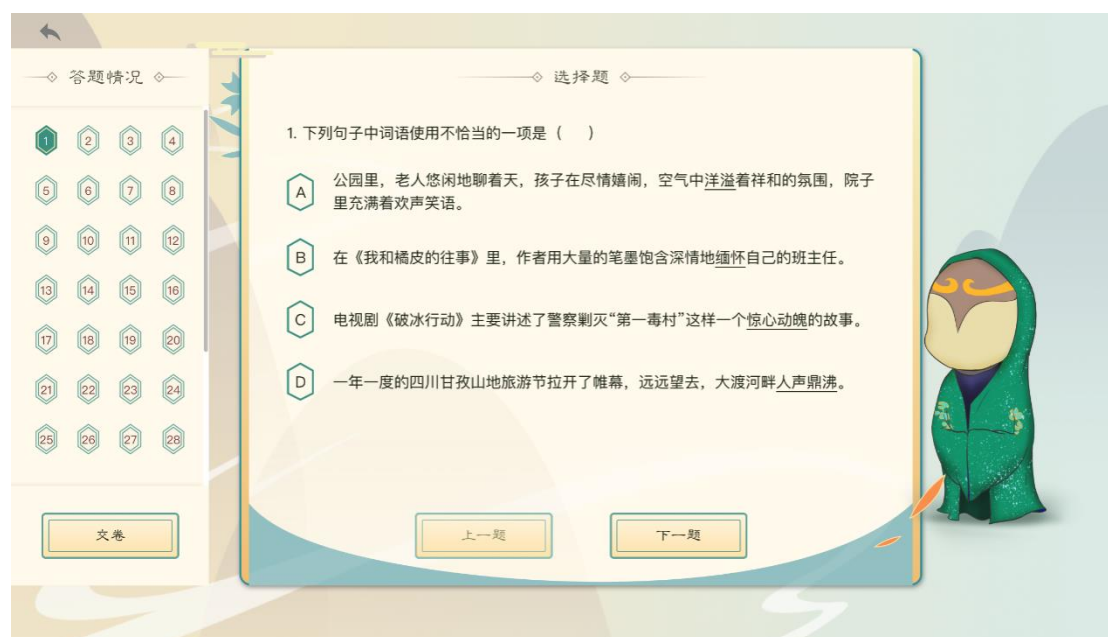 答题情况
1 2 3 4
5 6 7 8
9 10 11 12
13 14 15 16
17 18 19 20
21 22 23 24
25 26 27 28
交卷
选择题
1. 下列句子中词语使用不恰当的一项是（ ）
A 公园里，老人悠闲地聊着天，孩子在尽情嬉闹，空气中洋溢着祥和的氛围，院子
里充满着欢声笑语。
B 在《我和橘皮的往事》里，作者用大量的笔墨饱含深情地缅怀自己的班主任。
C 电视剧《破冰行动》主要讲述了警察剿灭“第一毒村”这样一个惊心动魄的故事。
D 一年一度的四川甘孜山地旅游节拉开了帷幕，远远望去，大渡河畔人声鼎沸。
上一题 下一题